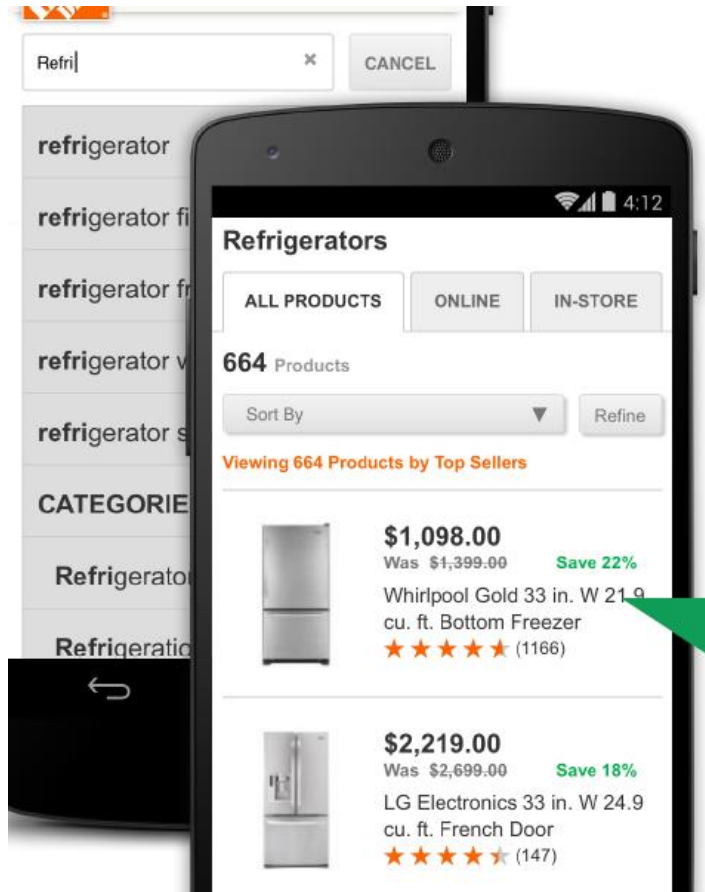 Refri
CANCEL
refrigerator
refrigerator fi
refrigerator fr
refrigerator
refrigerator s
CATEGORIE
Refrigerato
Refrigeratio
4:12
Refrigerators
ALL PRODUCTS ONLINE IN-STORE
664 Products
Sort By Refine
Viewing 664 Products by Top Sellers
$1,098.00
Was $1,399.00 Save 22%
Whirlpool Gold 33 in. W 21.9
cu. ft. Bottom Freezer
(1166)
$2,219.00
Was $2,699.00 Save 18%
LG Electronics 33 in. W 24.9
cu. ft. French Door
(147)